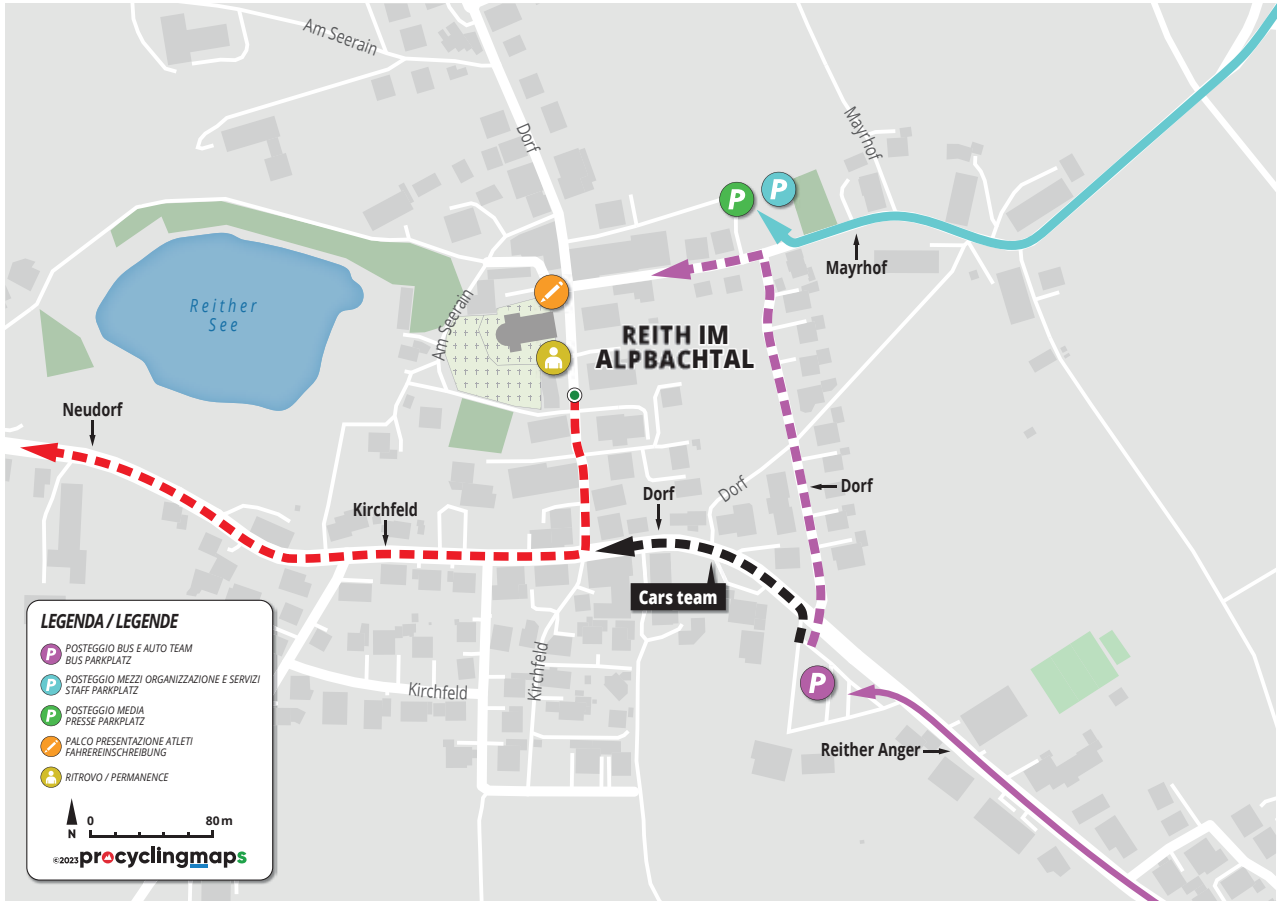 Am Seerain
Dorf
Mayrhof
P
P
Mayrhof
Reither
See
Am Seerain
REITH IM
ALPBACHTAL
Neudorf
Kirchfeld
Dorf
Dorf
Dorf
Cars team
Kirchfeld
Kirchfeld
P
Reither Anger
LEGENDA / LEGENDE
P POSTEGGIO BUS E AUTO TEAM
BUS PARKPLATZ
P POSTEGGIO MEZZI ORGANIZZAZIONE E SERVIZI
STAFF PARKPLATZ
P POSTEGGIO MEDIA
PRESSE PARKPLATZ
PALCO PRESENTAZIONE ATLETI
FAHREREINSCHREIBUNG
RITROVO / PERMANENCE
N
0 80 m
©2023 procyclingmaps